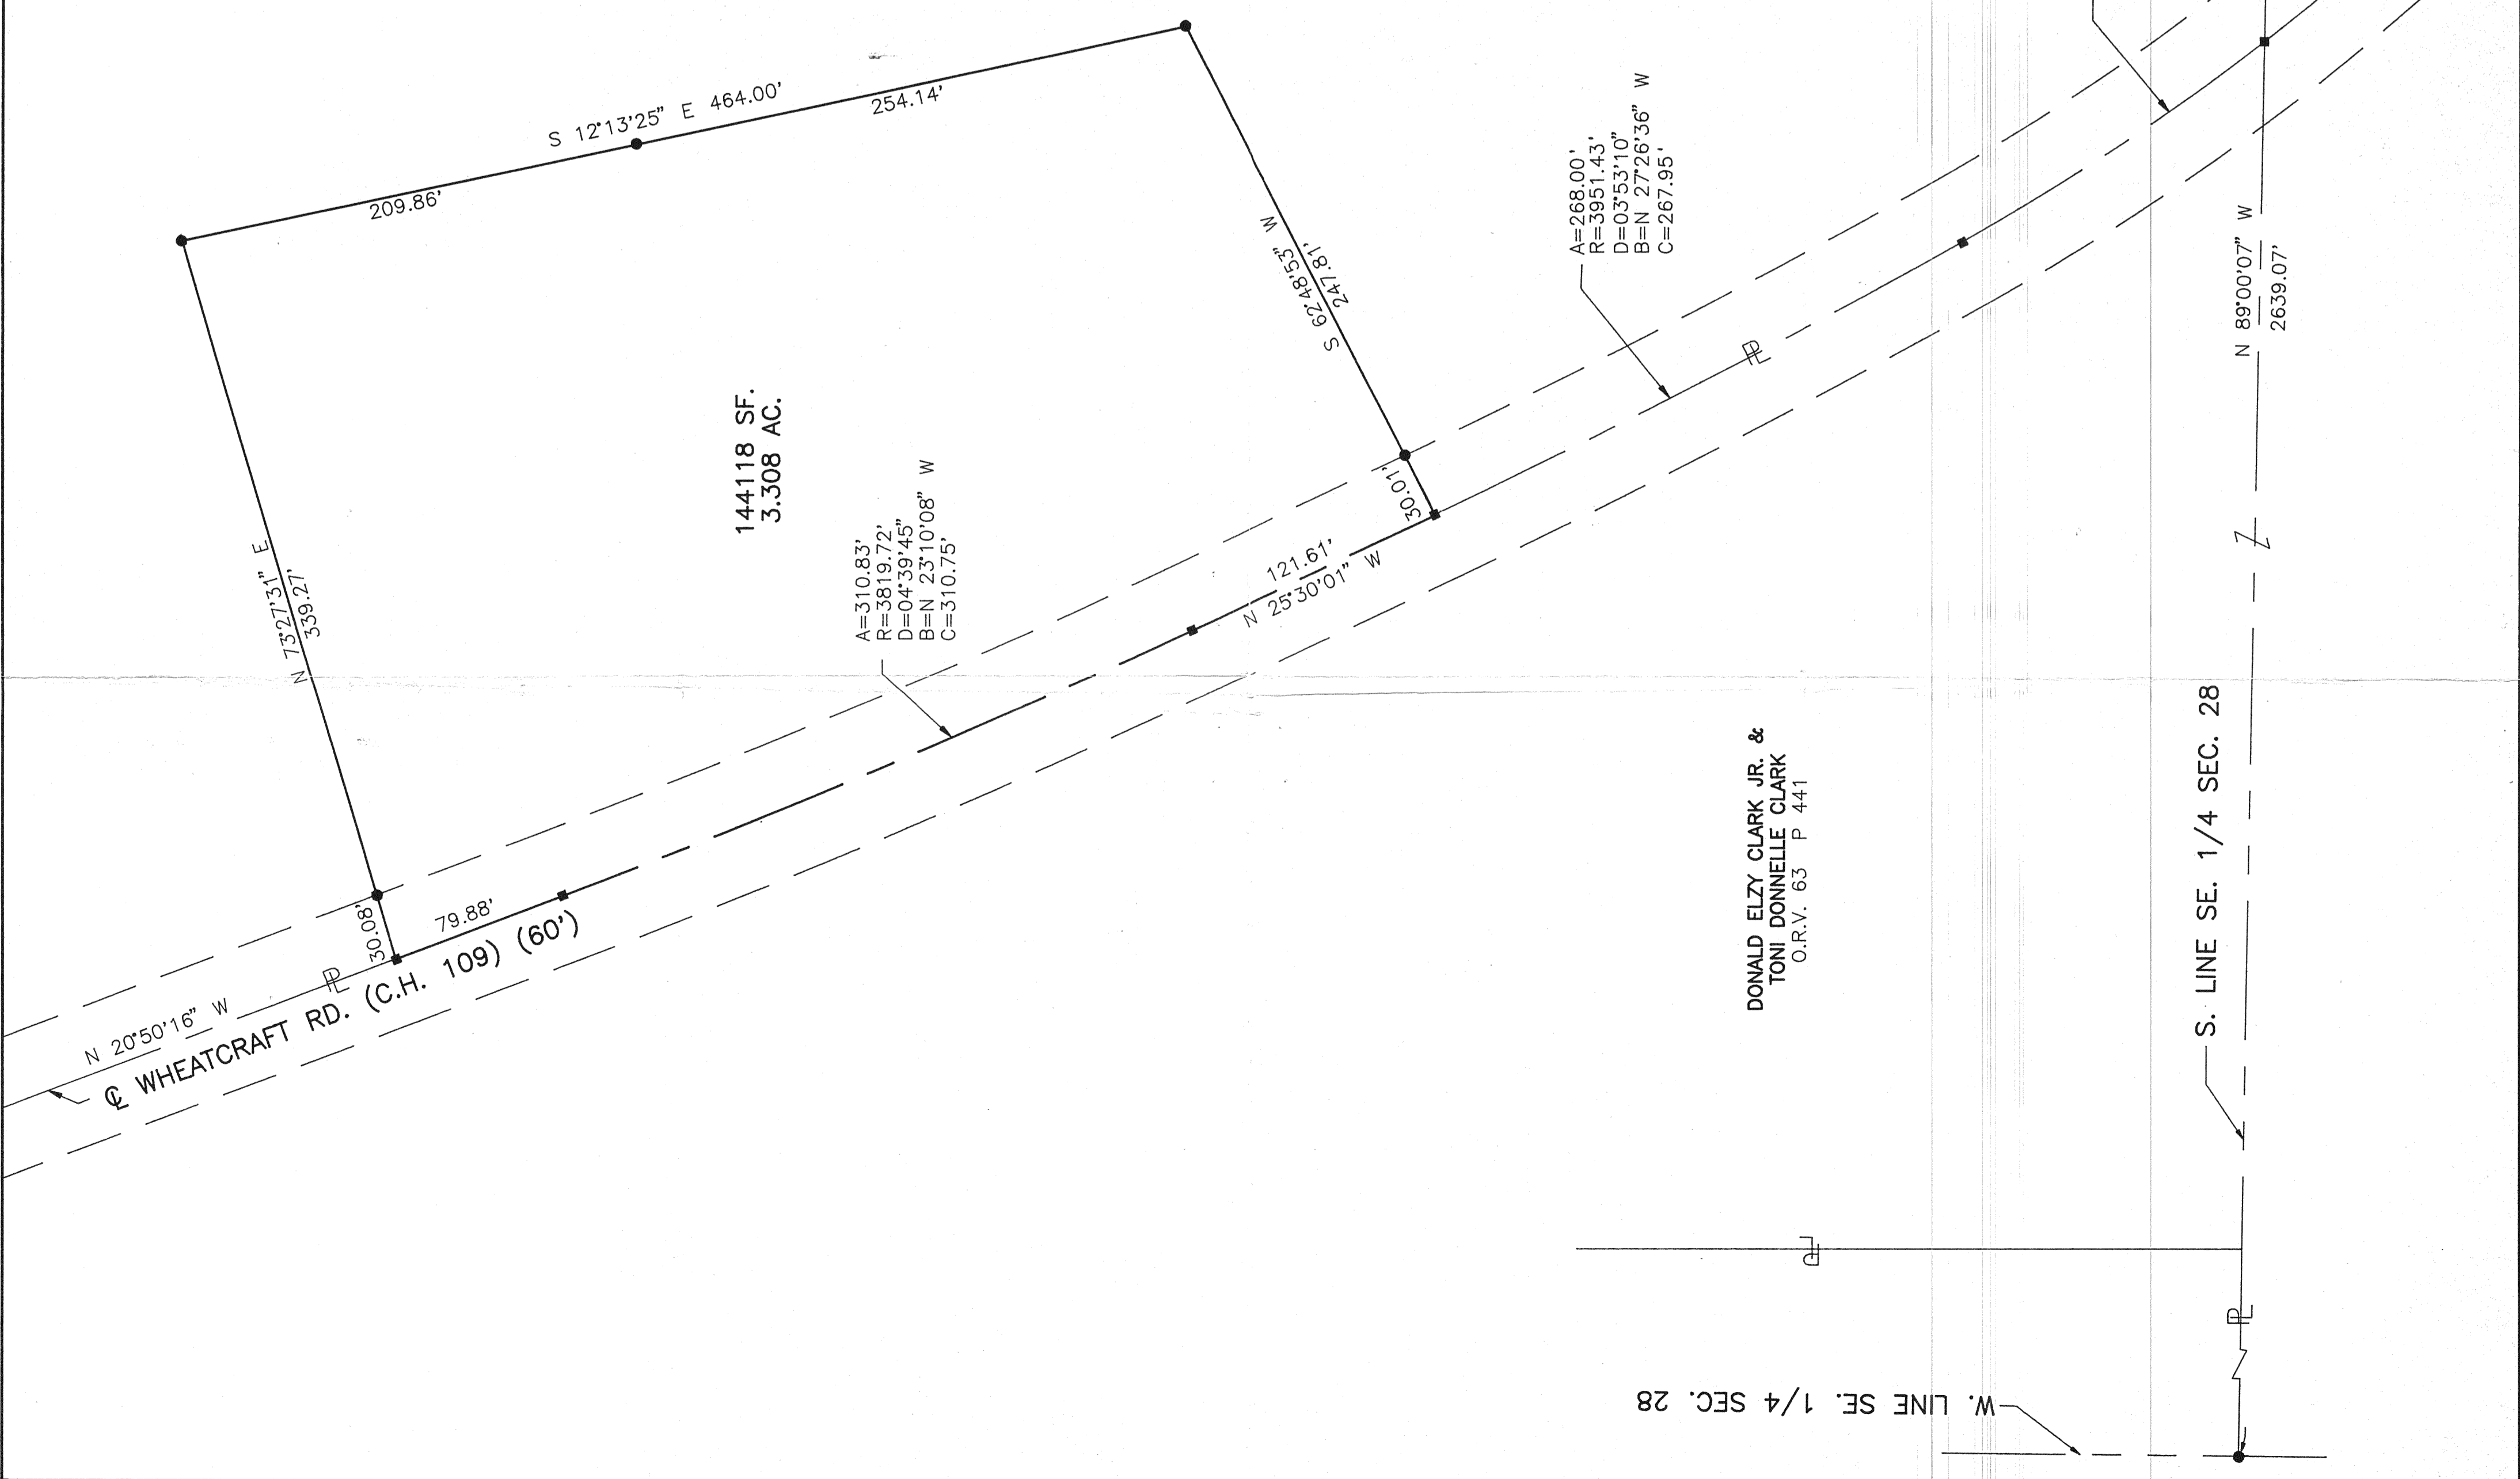 S 12°13'25" E 464.00'
209.86'
254.14'
N 73°27'31" E
339.27'
S 62°48'53" W
247.81'
144118 SF.
3.308 AC.
A=310.83'
R=3819.72'
D=04°39'45"
B=N 23°10'08" W
C=310.75'
A=268.00'
R=3951.43'
D=03°53'10"
B=N 27°26'36" W
C=267.95'
30.01'
121.61'
N 25°30'01" W
30.08'
79.88'
N 20°50'16" W
℄ WHEATCRAFT RD. (C.H. 109) (60')
PL
PL
N 89°00'07" W
2639.07'
DONALD ELZY CLARK JR. &
TONI DONNELLE CLARK
O.R.V. 63 P 441
S. LINE SE. 1/4 SEC. 28
PL
PL
W. LINE SE. 1/4 SEC. 28